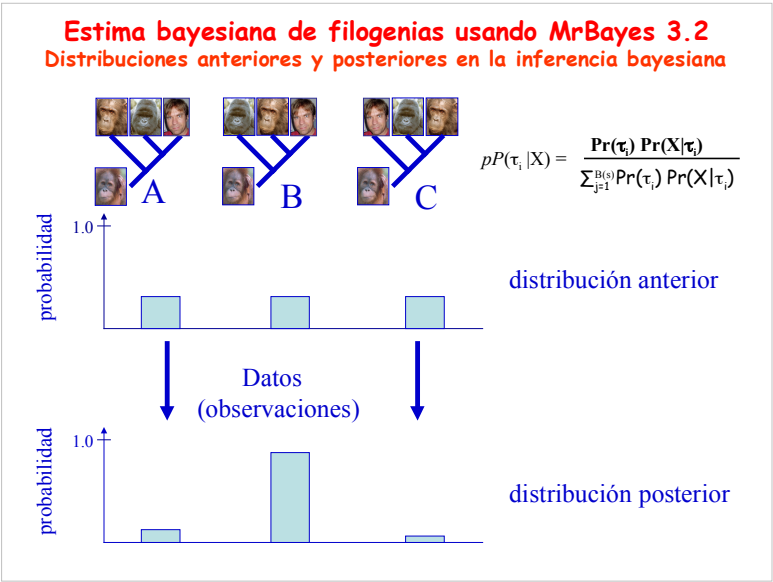 Estima bayesiana de filogenias usando MrBayes 3.2
Distribuciones anteriores y posteriores en la inferencia bayesiana
A
B
C
pP(τi |X) = Pr(τi) Pr(X|τi)
∑j=1B(s)Pr(τi) Pr(X|τi)
probabilidad
1.0
distribución anterior
Datos
(observaciones)
probabilidad
1.0
distribución posterior